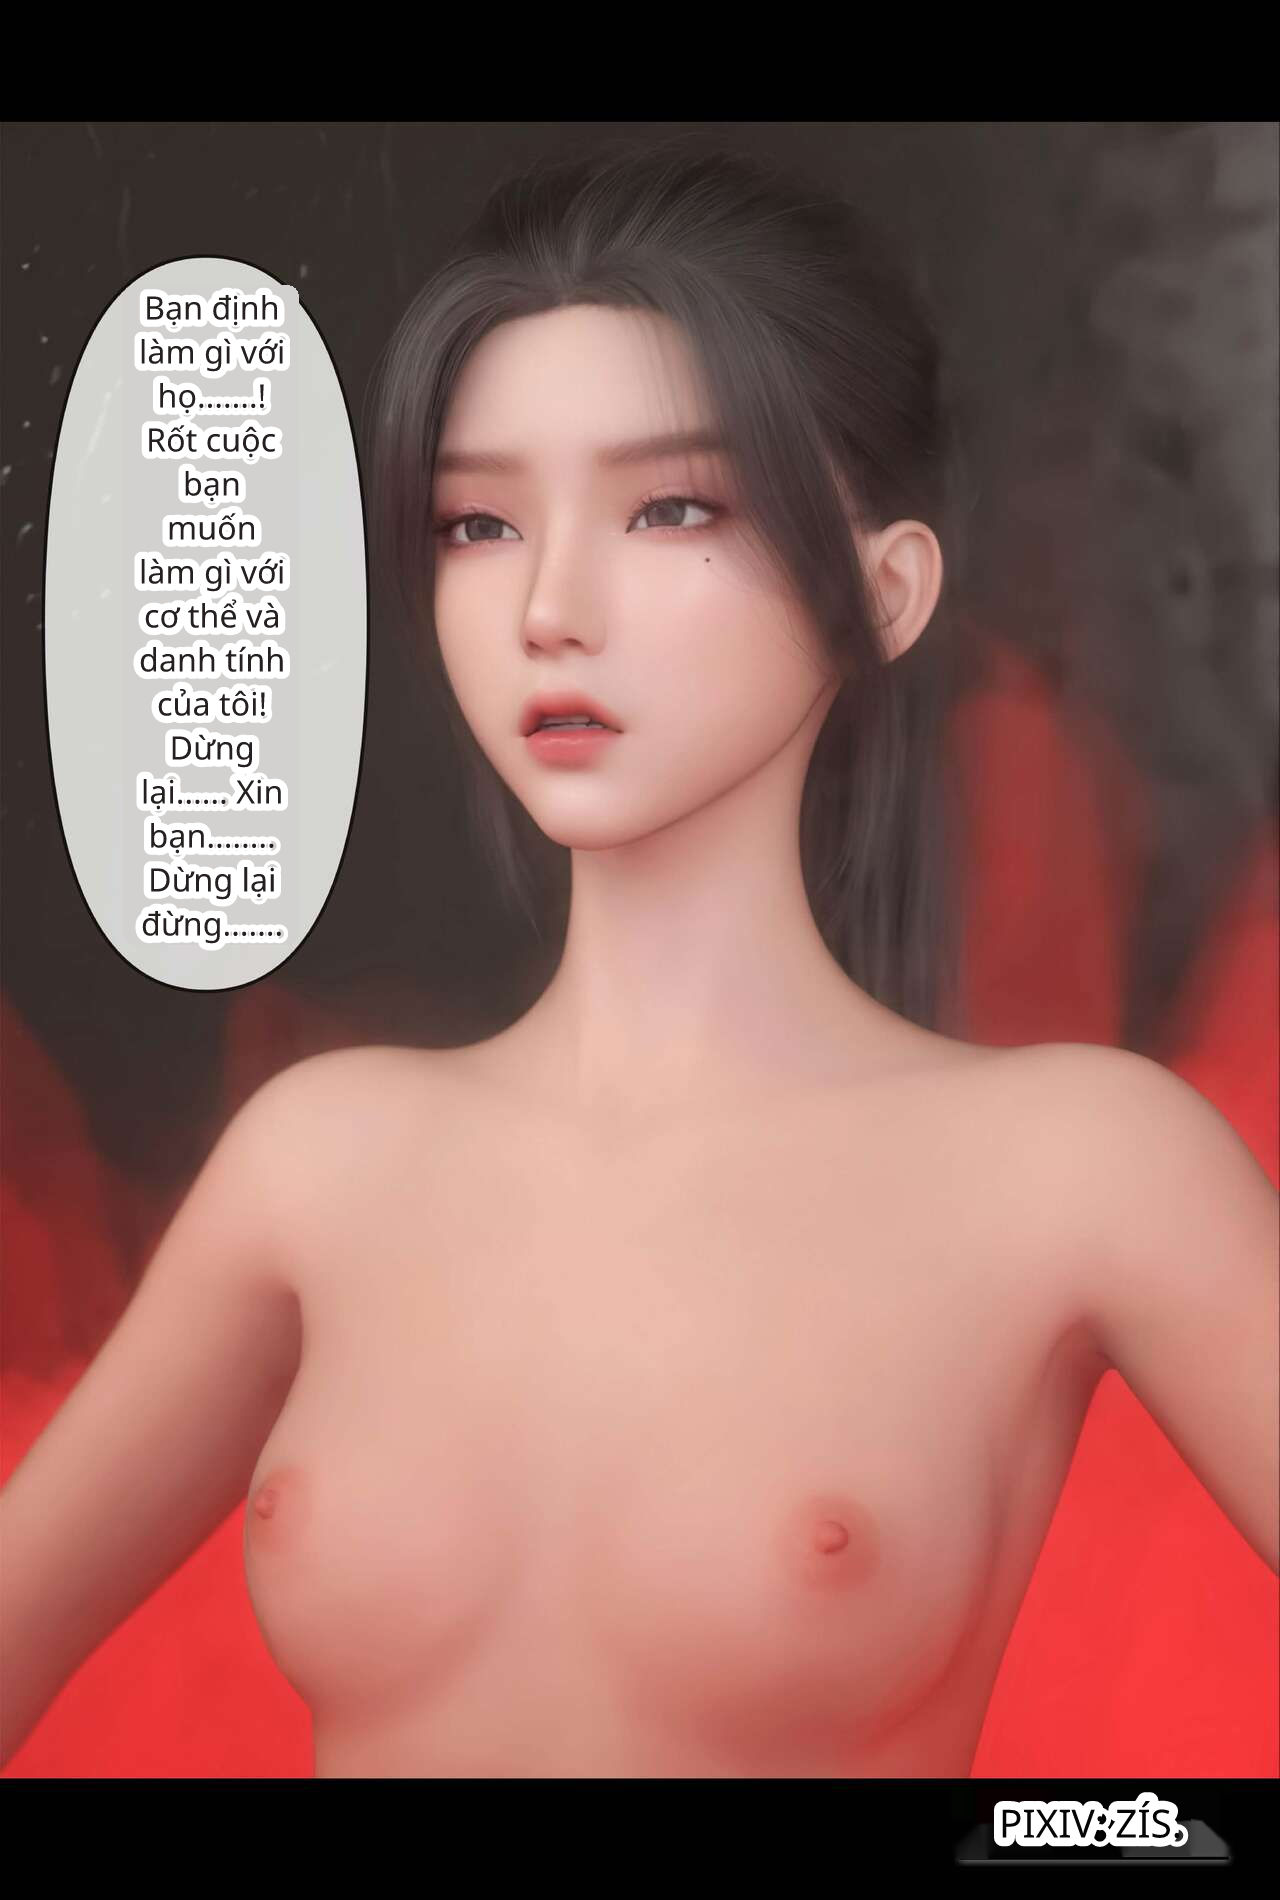 Bạn định
làm gì với
họ.......!
Rốt cuộc
bạn
muốn
làm gì với
cơ thể và
danh tính
của tôi!
Dừng
lại...... Xin
bạn........
Dừng lại
đừng.......
PIXIV:ZÍS,